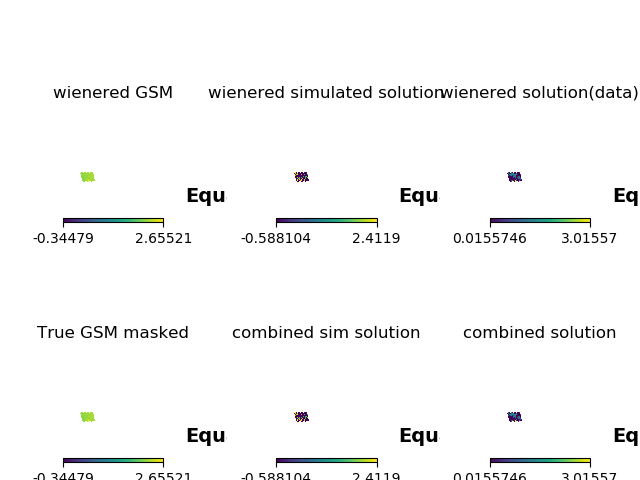 wienered GSM wienered simulated solution wienered solution(data)
Equ Equ Eq
-0.34479 2.65521 -0.588104 2.4119 0.0155746 3.01557
True GSM masked combined sim solution combined solution
Equ Equ Eq
-0.34479 2.65521 -0.588104 2.4119 0.0155746 3.01557